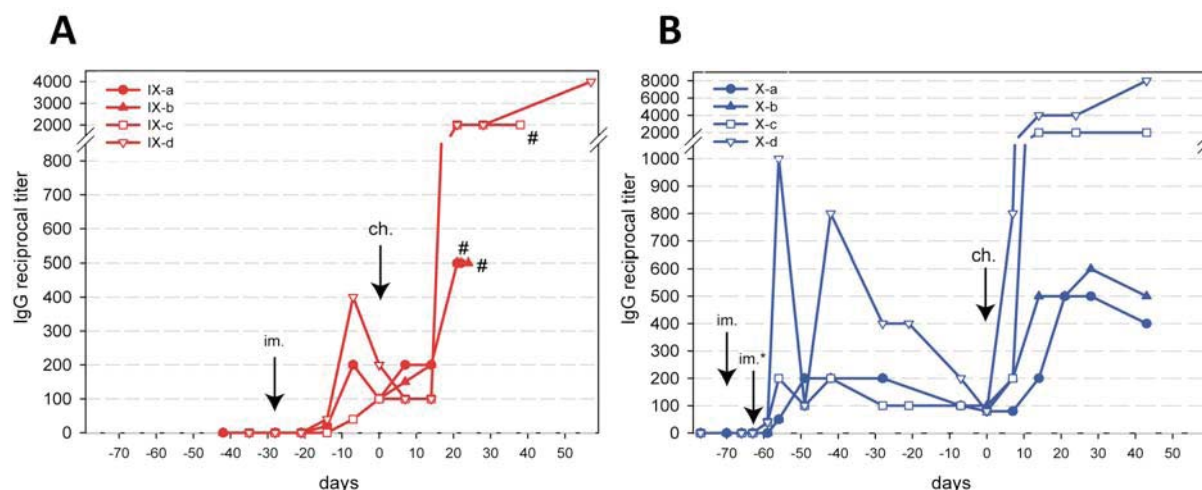 A
B
4000
3000
2000
800
700
600
500
400
300
200
100
0
IX-a
IX-b
IX-c
IX-d
im.
ch.
#
#
#
IgG reciprocal titer
-70 -60 -50 -40 -30 -20 -10 0 10 20 30 40 50
days
8000
6000
4000
2000
1000
900
800
700
600
500
400
300
200
100
0
X-a
X-b
X-c
X-d
im.
im.*
ch.
IgG reciprocal titer
-70 -60 -50 -40 -30 -20 -10 0 10 20 30 40 50
days